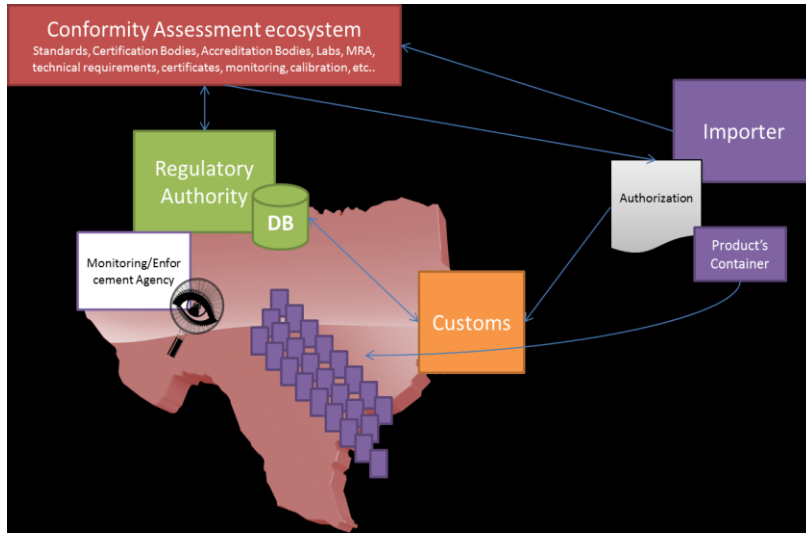 Conformity Assessment ecosystem
Standards, Certification Bodies, Accreditation Bodies, Labs, MRA,
technical requirements, certificates, monitoring, calibration, etc..
Importer
Regulatory
Authority
Authorization
DB
Product's
Container
Monitoring/Enfor
cement Agency
Customs